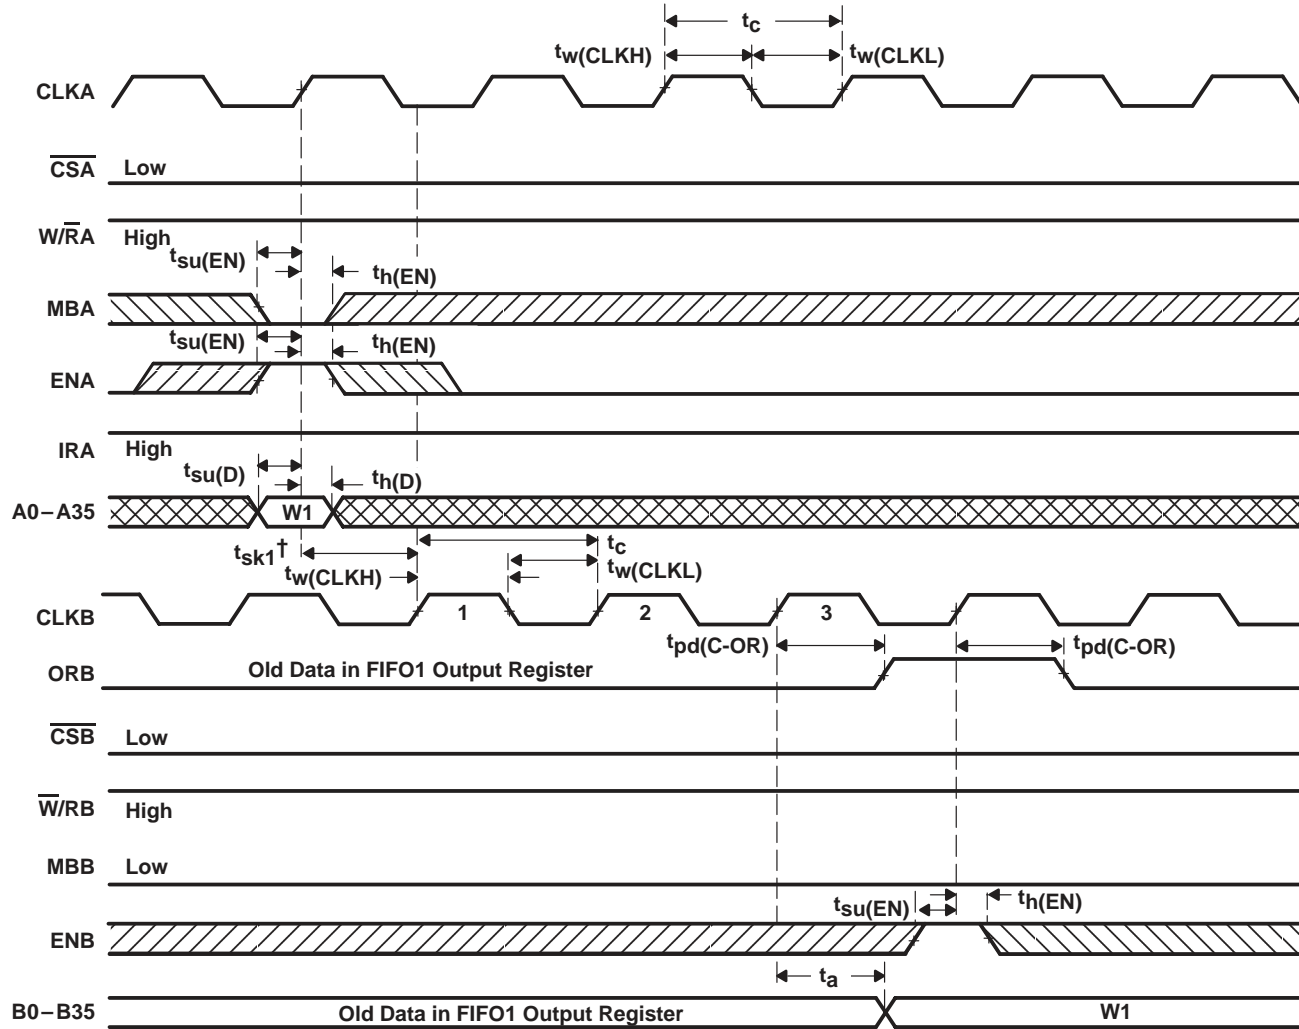 tc
tw(CLKH) tw(CLKL)
CLKA
CSA Low
W/RA High
tsu(EN) th(EN)
MBA
tsu(EN) th(EN)
ENA
IRA High
tsu(D) th(D)
A0–A35 W1
tsk1† tc
tw(CLKH) tw(CLKL)
CLKB 1 2 3
tpd(C-OR) tpd(C-OR)
ORB Old Data in FIFO1 Output Register
CSB Low
W/RB High
MBB Low
tsu(EN) th(EN)
ENB
ta
B0–B35 Old Data in FIFO1 Output Register W1